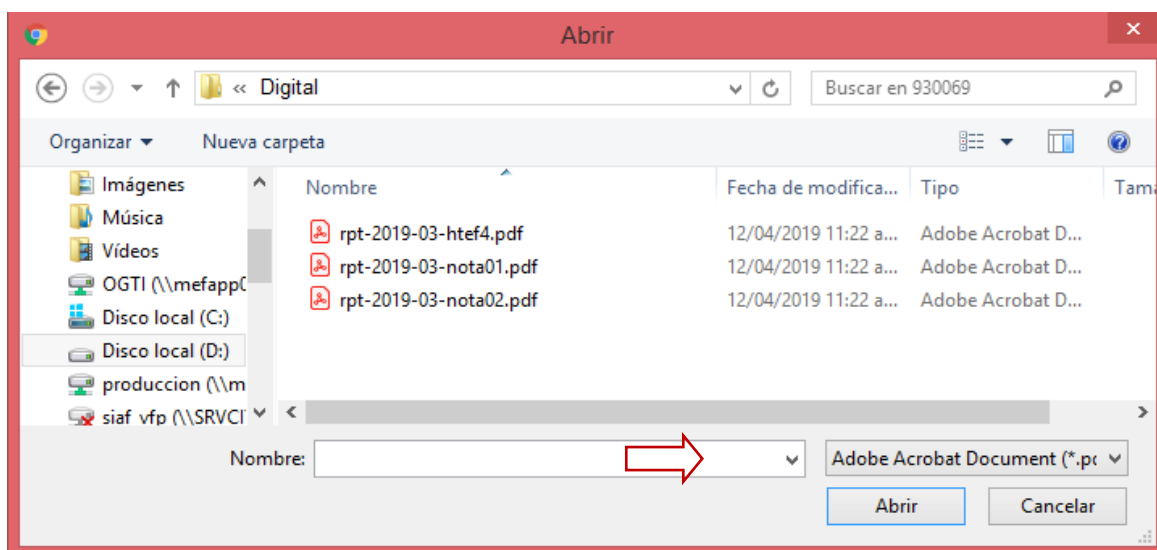 Abrir
« Digital
Buscar en 930069
Organizar
Nueva carpeta
Imágenes
Música
Vídeos
OGTI (\\mefapp
Disco local (C:)
Disco local (D:)
produccion (\\m
siaf_vfp (\\SRVCI
Nombre Fecha de modifica... Tipo Tama
rpt-2019-03-htef4.pdf 12/04/2019 11:22 a... Adobe Acrobat D...
rpt-2019-03-nota01.pdf 12/04/2019 11:22 a... Adobe Acrobat D...
rpt-2019-03-nota02.pdf 12/04/2019 11:22 a... Adobe Acrobat D...
Nombre:
Adobe Acrobat Document (*.pd
Abrir
Cancelar